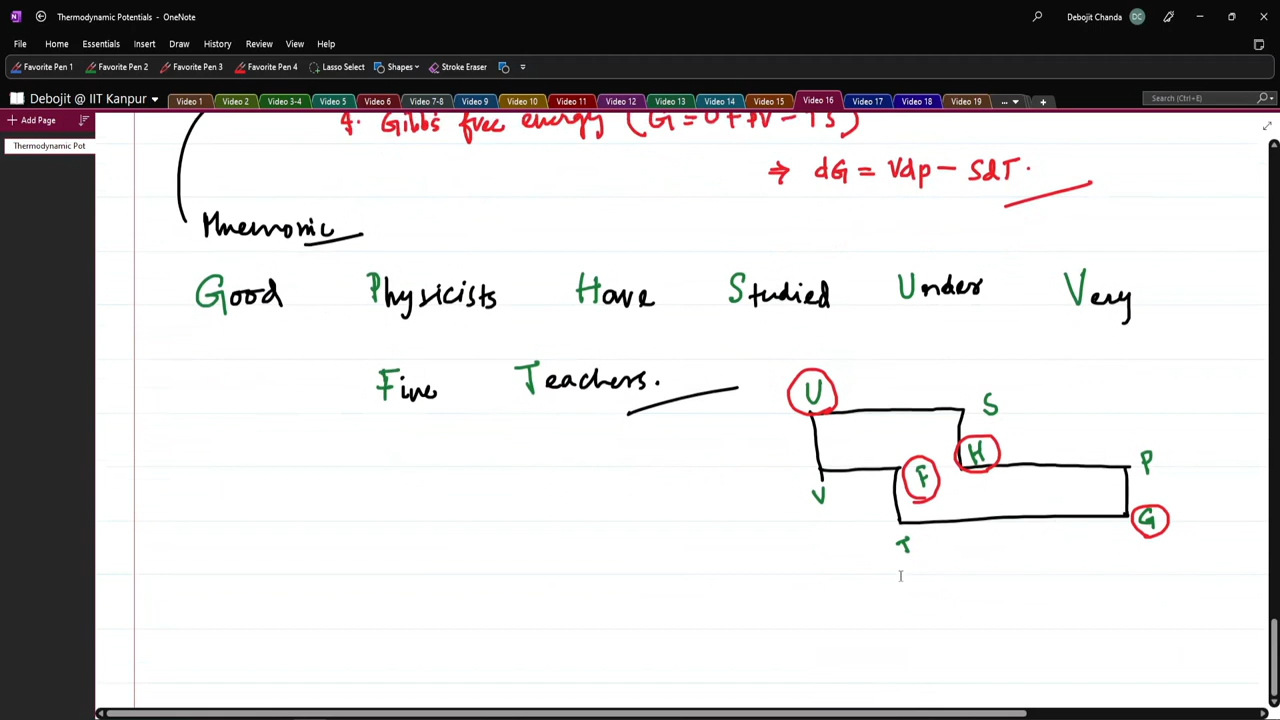 Thermodynamic Potentials - OneNote
Debojit Chanda DC
File Home Essentials Insert Draw History Review View Help
Favorite Pen 1 Favorite Pen 2 Favorite Pen 3 Favorite Pen 4 Lasso Select Shapes Stroke Eraser
Debojit @ IIT Kanpur
Video 1 Video 2 Video 3-4 Video 5 Video 6 Video 7-8 Video 9 Video 10 Video 11 Video 12 Video 13 Video 14 Video 15 Video 16 Video 17 Video 18 Video 19 ...
Search (Ctrl+E)
Add Page
Thermodynamic Pot
4. Gibb's free energy (G = U + PV - TS)
⇒ dG = Vdp - SdT.
Mnemonic
Good Physicists Have Studied Under Very
Fine Teachers.
U S
H P
V F
G
T